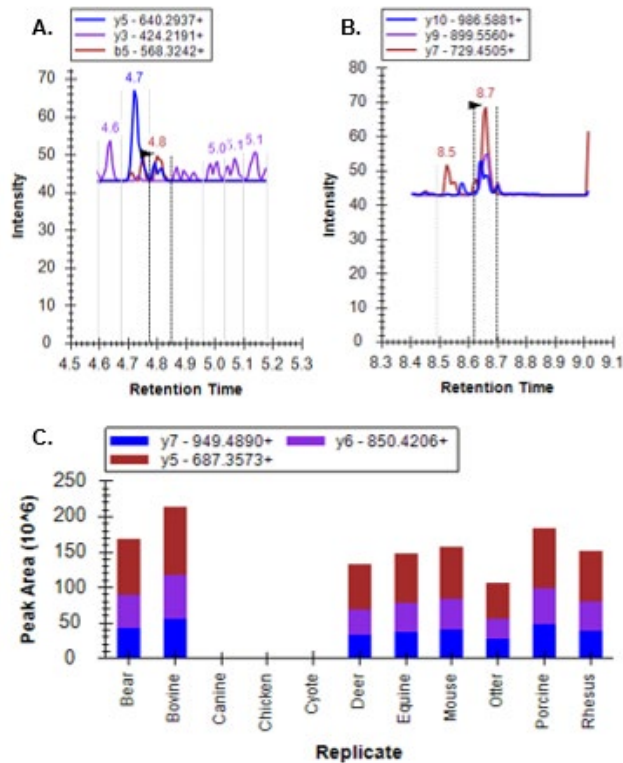 A.
y5 - 640.2937+
y3 - 424.2191+
b5 - 568.3242+
70
60
50
40
30
20
10
0
Intensity
4.6
4.7
4.8
5.0
5.1
5.1
4.5 4.6 4.7 4.8 4.9 5.0 5.1 5.2 5.3
Retention Time
B.
y10 - 986.5881+
y9 - 899.5560+
y7 - 729.4505+
80
70
60
50
40
30
20
10
0
Intensity
8.5
8.7
8.3 8.4 8.5 8.6 8.7 8.8 8.9 9.0 9.1
Retention Time
C.
y7 - 949.4890+ y6 - 850.4206+
y5 - 687.3573+
250
200
150
100
50
0
Peak Area (10^6)
Bear
Bovine
Canine
Chicken
Cyote
Deer
Equine
Mouse
Otter
Porcine
Rhesus
Replicate